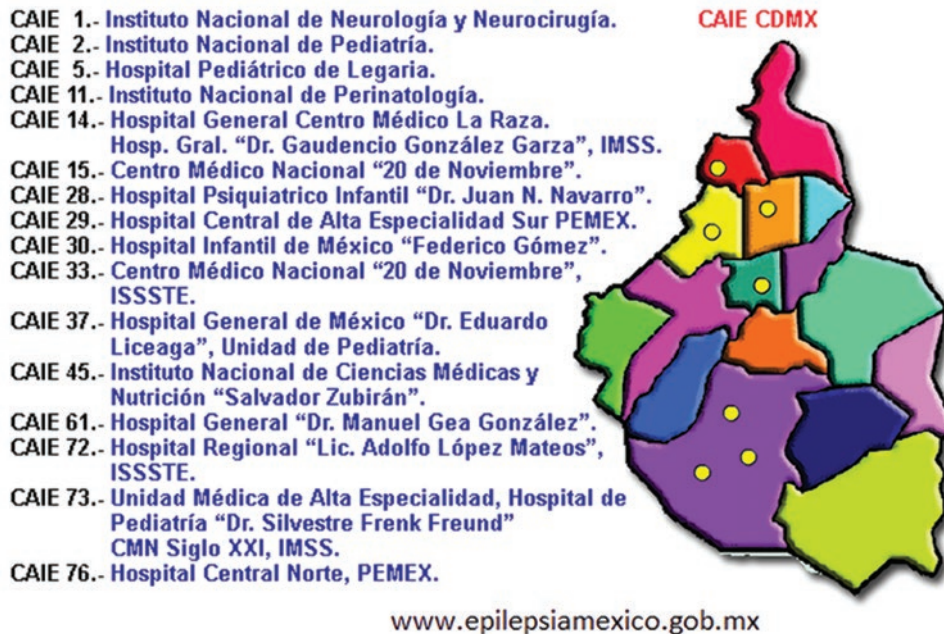 CAIE 1.- Instituto Nacional de Neurología y Neurocirugía.
CAIE 2.- Instituto Nacional de Pediatría.
CAIE 5.- Hospital Pediátrico de Legaria.
CAIE 11.- Instituto Nacional de Perinatología.
CAIE 14.- Hospital General Centro Médico La Raza.
Hosp. Gral. “Dr. Gaudencio González Garza”, IMSS.
CAIE 15.- Centro Médico Nacional “20 de Noviembre”.
CAIE 28.- Hospital Psiquiatrico Infantil “Dr. Juan N. Navarro”.
CAIE 29.- Hospital Central de Alta Especialidad Sur PEMEX.
CAIE 30.- Hospital Infantil de México “Federico Gómez”.
CAIE 33.- Centro Médico Nacional “20 de Noviembre”,
ISSSTE.
CAIE 37.- Hospital General de México “Dr. Eduardo
Liceaga”, Unidad de Pediatría.
CAIE 45.- Instituto Nacional de Ciencias Médicas y
Nutrición “Salvador Zubirán”.
CAIE 61.- Hospital General “Dr. Manuel Gea González”.
CAIE 72.- Hospital Regional “Lic. Adolfo López Mateos”,
ISSSTE.
CAIE 73.- Unidad Médica de Alta Especialidad, Hospital de
Pediatría “Dr. Silvestre Frenk Freund”
CMN Siglo XXI, IMSS.
CAIE 76.- Hospital Central Norte, PEMEX.
CAIE CDMX
www.epilepsiamexico.gob.mx